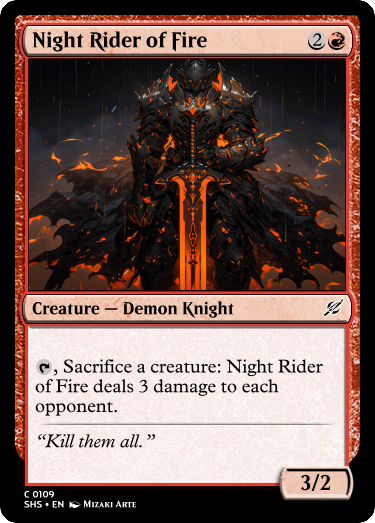 Night Rider of Fire 2
Creature — Demon Knight
, Sacrifice a creature: Night Rider
of Fire deals 3 damage to each
opponent.
“Kill them all.”
3/2
C 0109
SHS • EN Mizaki Arte